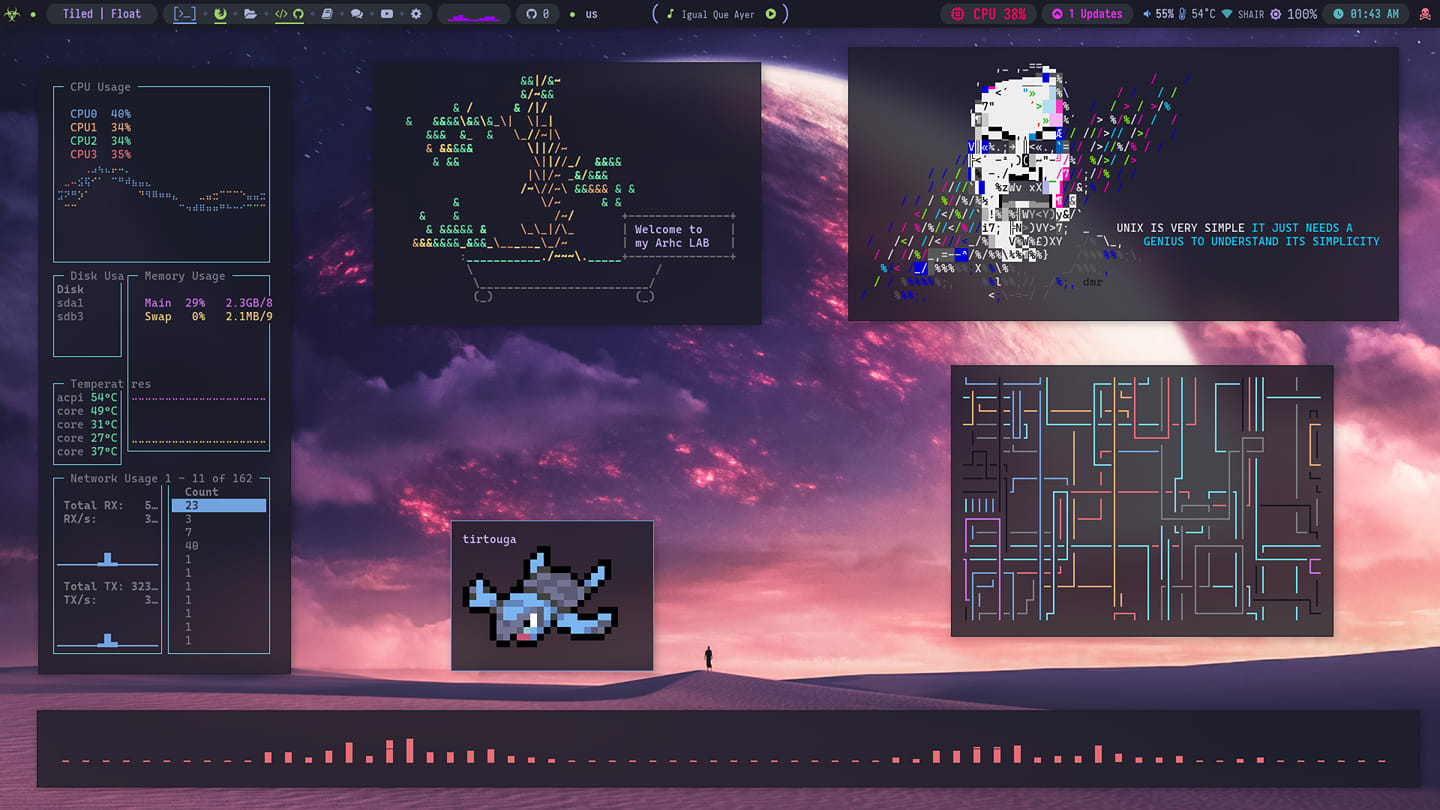 Tiled | Float
0
us
Igual Que Ayer
CPU 38%
1 Updates
55%
54°C
SHAIR
100%
01:43 AM
CPU Usage
CPU0 40%
CPU1 34%
CPU2 34%
CPU3 35%
Disk Usa
Disk
sda1
sdb3
Memory Usage
Main 29% 2.3GB/8
Swap 0% 2.1MB/9
Temperat res
acpi 54°C
core 49°C
core 31°C
core 27°C
core 37°C
Network Usage 1 - 11 of 162
Total RX: 5…
RX/s: 3…
Total TX: 323…
TX/s: 3…
Count
23
3
7
40
1
1
1
1
1
1
1
Welcome to
my Arhc LAB
UNIX IS VERY SIMPLE IT JUST NEEDS A
GENIUS TO UNDERSTAND ITS SIMPLICITY
dmr
tirtouga